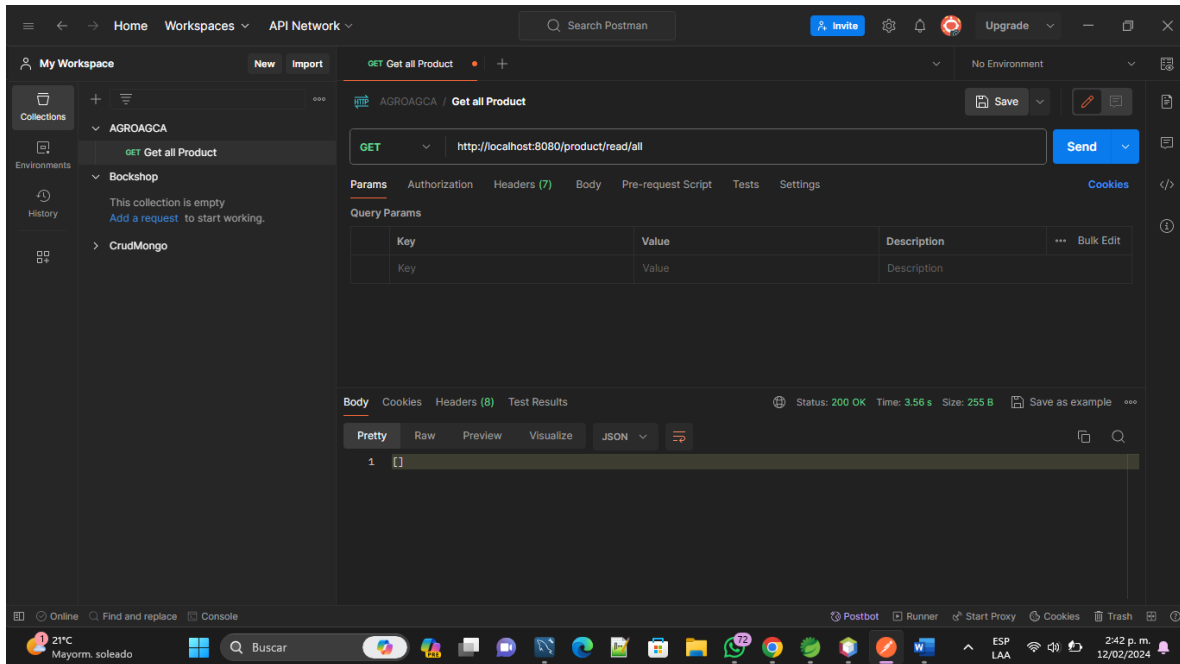 Home Workspaces API Network Search Postman Invite Upgrade
My Workspace New Import GET Get all Product No Environment
Collections
AGROAGCA / Get all Product Save
AGROAGCA
GET Get all Product
GET http://localhost:8080/product/read/all Send
Environments
Bockshop
This collection is empty
Add a request to start working.
History
CrudMongo
Params Authorization Headers (7) Body Pre-request Script Tests Settings Cookies
Query Params
Key Value Description Bulk Edit
Key Value Description
Body Cookies Headers (8) Test Results Status: 200 OK Time: 3.56 s Size: 255 B Save as example
Pretty Raw Preview Visualize JSON
1 []
Online Find and replace Console Postbot Runner Start Proxy Cookies Trash
1 21°C
Mayorm. soleado
Buscar
PRE
72
ESP
LAA
2:42 p. m.
12/02/2024